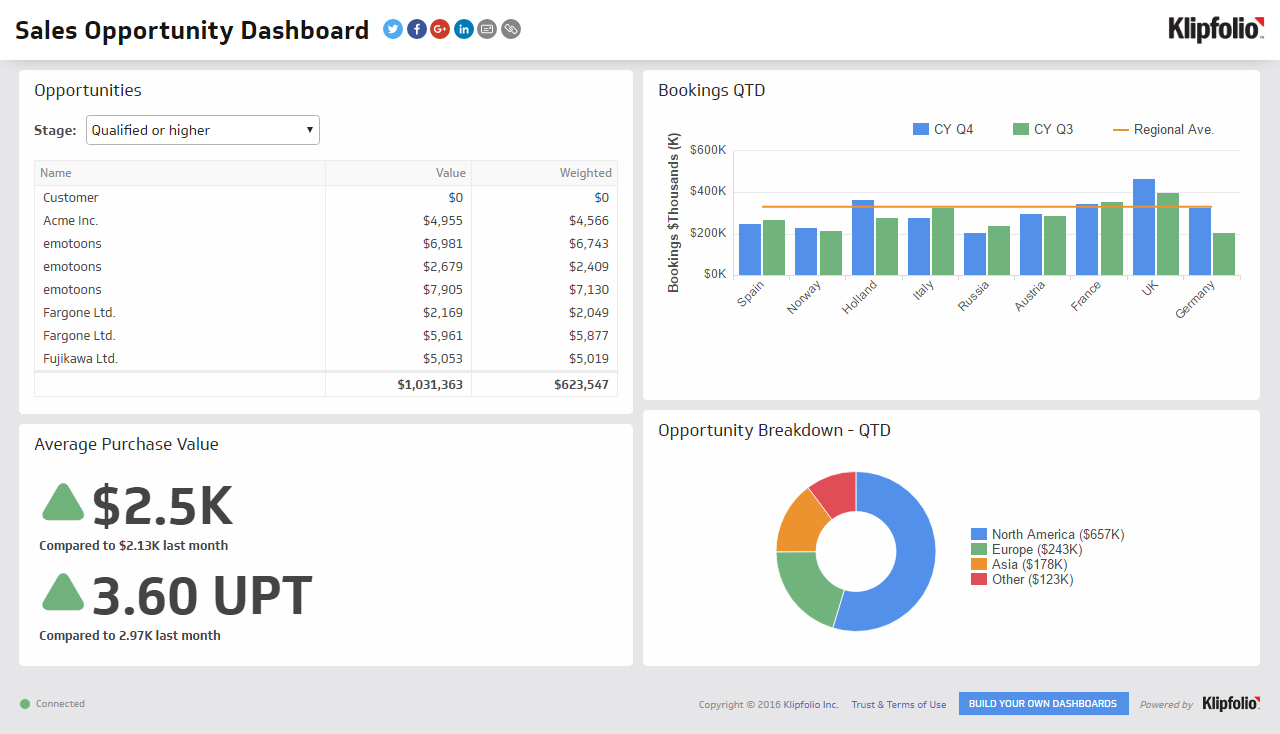 Sales Opportunity Dashboard
Klipfolio
Opportunities
Stage: Qualified or higher
Name Value Weighted
Customer $0 $0
Acme Inc. $4,955 $4,566
emotoons $6,981 $6,743
emotoons $2,679 $2,409
emotoons $7,905 $7,130
Fargone Ltd. $2,169 $2,049
Fargone Ltd. $5,961 $5,877
Fujikawa Ltd. $5,053 $5,019
$1,031,363 $623,547
Bookings QTD
CY Q4 CY Q3 Regional Ave.
Bookings $Thousands (K)
$600K
$400K
$200K
$0K
Spain Norway Holland Italy Russia Austria France UK Germany
Average Purchase Value
$2.5K
Compared to $2.13K last month
3.60 UPT
Compared to 2.97K last month
Opportunity Breakdown - QTD
North America ($657K)
Europe ($243K)
Asia ($178K)
Other ($123K)
Connected
Copyright © 2016 Klipfolio Inc. Trust & Terms of Use BUILD YOUR OWN DASHBOARDS Powered by Klipfolio